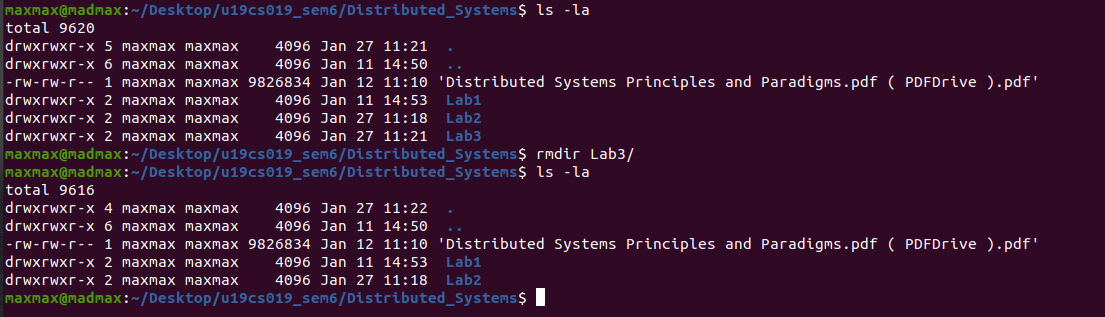 maxmax@madmax:~/Desktop/u19cs019_sem6/Distributed_Systems$ ls -la
total 9620
drwxrwxr-x 5 maxmax maxmax    4096 Jan 27 11:21  .
drwxrwxr-x 6 maxmax maxmax    4096 Jan 11 14:50  ..
-rw-rw-r-- 1 maxmax maxmax 9826834 Jan 12 11:10 'Distributed Systems Principles and Paradigms.pdf ( PDFDrive ).pdf'
drwxrwxr-x 2 maxmax maxmax    4096 Jan 11 14:53  Lab1
drwxrwxr-x 2 maxmax maxmax    4096 Jan 27 11:18  Lab2
drwxrwxr-x 2 maxmax maxmax    4096 Jan 27 11:21  Lab3
maxmax@madmax:~/Desktop/u19cs019_sem6/Distributed_Systems$ rmdir Lab3/
maxmax@madmax:~/Desktop/u19cs019_sem6/Distributed_Systems$ ls -la
total 9616
drwxrwxr-x 4 maxmax maxmax    4096 Jan 27 11:22  .
drwxrwxr-x 6 maxmax maxmax    4096 Jan 11 14:50  ..
-rw-rw-r-- 1 maxmax maxmax 9826834 Jan 12 11:10 'Distributed Systems Principles and Paradigms.pdf ( PDFDrive ).pdf'
drwxrwxr-x 2 maxmax maxmax    4096 Jan 11 14:53  Lab1
drwxrwxr-x 2 maxmax maxmax    4096 Jan 27 11:18  Lab2
maxmax@madmax:~/Desktop/u19cs019_sem6/Distributed_Systems$